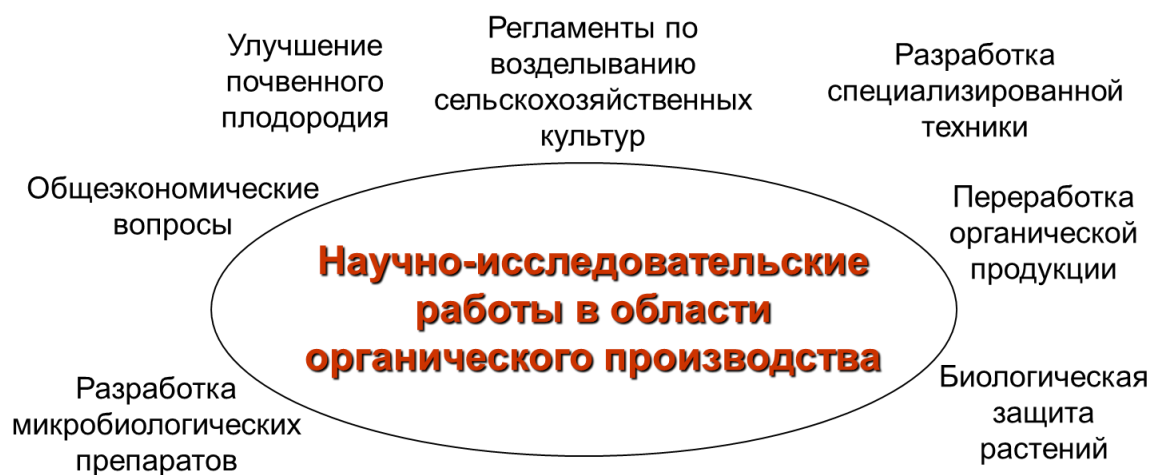 Улучшение
почвенного
плодородия
Регламенты по
возделыванию
сельскохозяйственных
культур
Разработка
специализированной
техники
Общеэкономические
вопросы
Переработка
органической
продукции
Научно-исследовательские
работы в области
органического производства
Разработка
микробиологических
препаратов
Биологическая
защита
растений